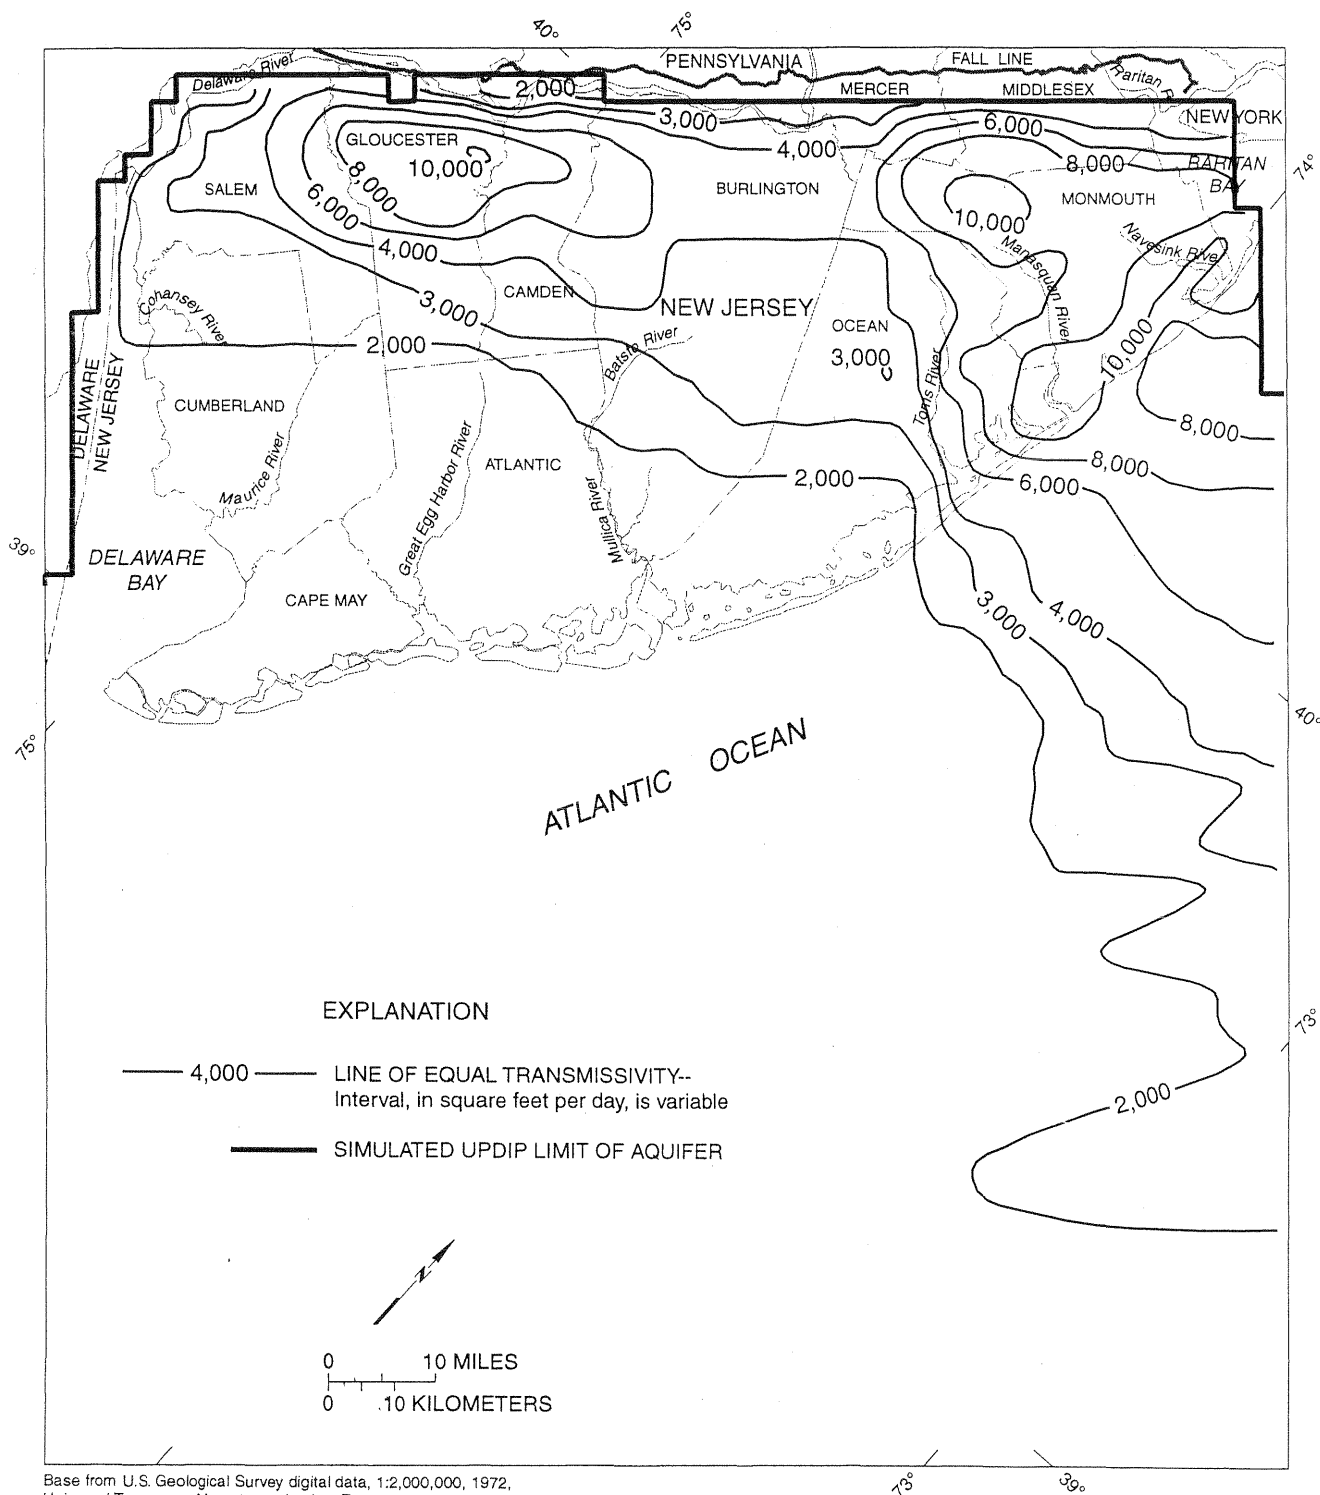 40°
75°
PENNSYLVANIA
FALL LINE
Delaware River
2,000
MERCER
MIDDLESEX
Raritan R
3,000
6,000
NEW YORK
GLOUCESTER
10,000
4,000
8,000
RARITAN
BAY
74°
SALEM
8,000
6,000
BURLINGTON
MONMOUTH
10,000
4,000
Manasquan River
Navesink River
CAMDEN
3,000
NEW JERSEY
Cohansey River
OCEAN
3,000
2,000
Batsto River
10,000
DELAWARE
NEW JERSEY
Toms River
CUMBERLAND
8,000
Maurice River
Great Egg Harbor River
ATLANTIC
Mullica River
2,000
8,000
6,000
39°
DELAWARE
BAY
CAPE MAY
3,000
4,000
75°
40°
ATLANTIC OCEAN
EXPLANATION
73°
4,000
LINE OF EQUAL TRANSMISSIVITY--
Interval, in square feet per day, is variable
2,000
SIMULATED UPDIP LIMIT OF AQUIFER
N
0 10 MILES
0 10 KILOMETERS
73°
39°
Base from U.S. Geological Survey digital data, 1:2,000,000, 1972,